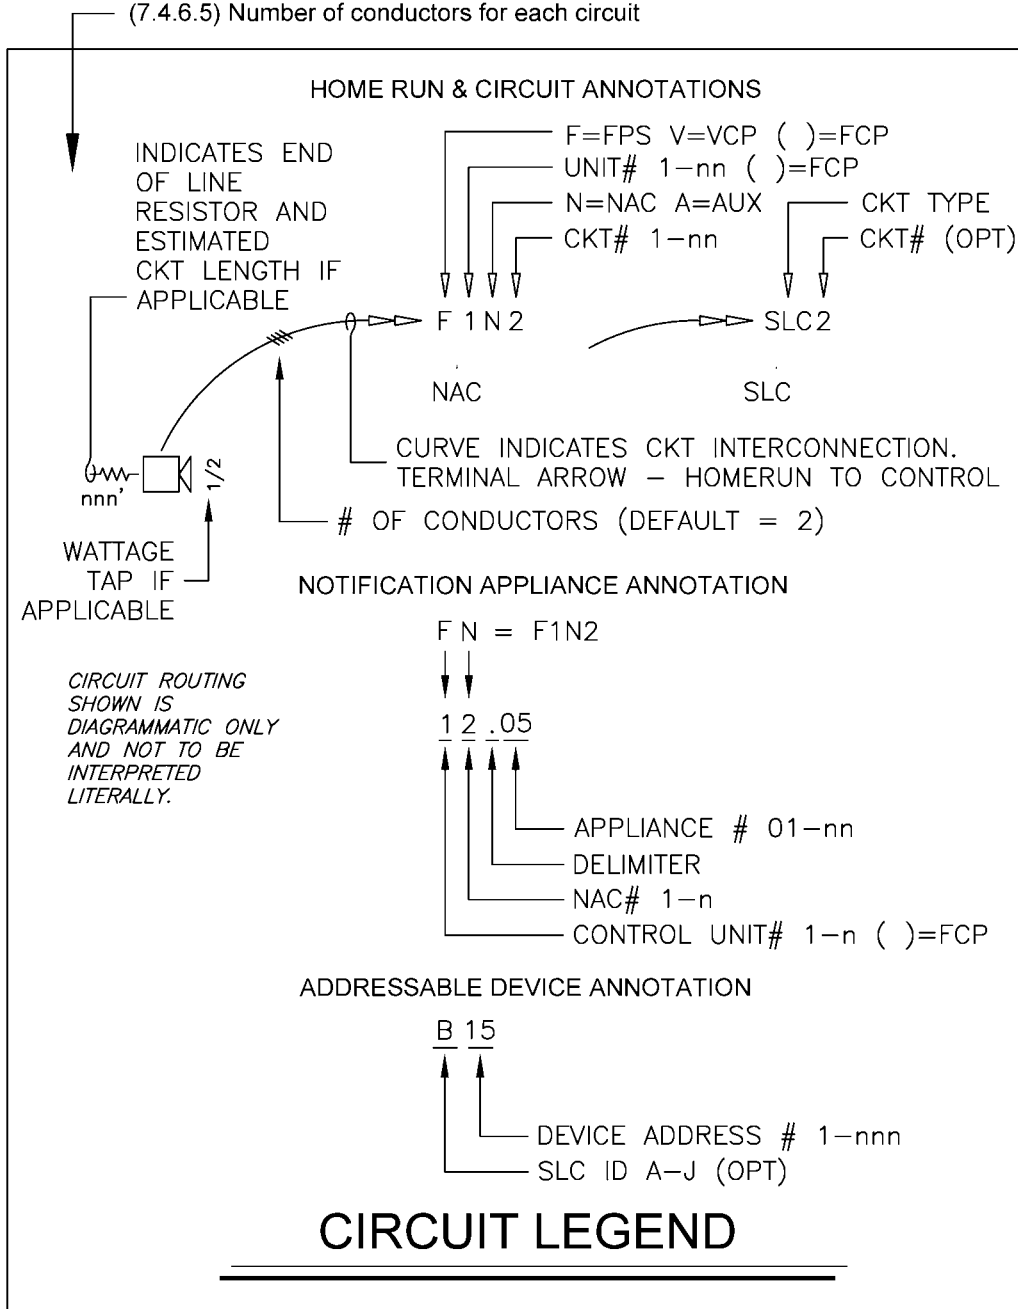 (7.4.6.5) Number of conductors for each circuit
HOME RUN & CIRCUIT ANNOTATIONS
F=FPS V=VCP ( )=FCP
UNIT# 1-nn ( )=FCP
N=NAC A=AUX
CKT# 1-nn
CKT TYPE
CKT# (OPT)
INDICATES END
OF LINE
RESISTOR AND
ESTIMATED
CKT LENGTH IF
APPLICABLE
F 1 N 2
SLC2
NAC
SLC
CURVE INDICATES CKT INTERCONNECTION.
TERMINAL ARROW – HOMERUN TO CONTROL
nnn'
1/2
# OF CONDUCTORS (DEFAULT = 2)
WATTAGE
TAP IF
APPLICABLE
NOTIFICATION APPLIANCE ANNOTATION
F N = F1N2
1 2 .05
CIRCUIT ROUTING
SHOWN IS
DIAGRAMMATIC ONLY
AND NOT TO BE
INTERPRETED
LITERALLY.
APPLIANCE # 01-nn
DELIMITER
NAC# 1-n
CONTROL UNIT# 1-n ( )=FCP
ADDRESSABLE DEVICE ANNOTATION
B 15
DEVICE ADDRESS # 1-nnn
SLC ID A-J (OPT)
CIRCUIT LEGEND